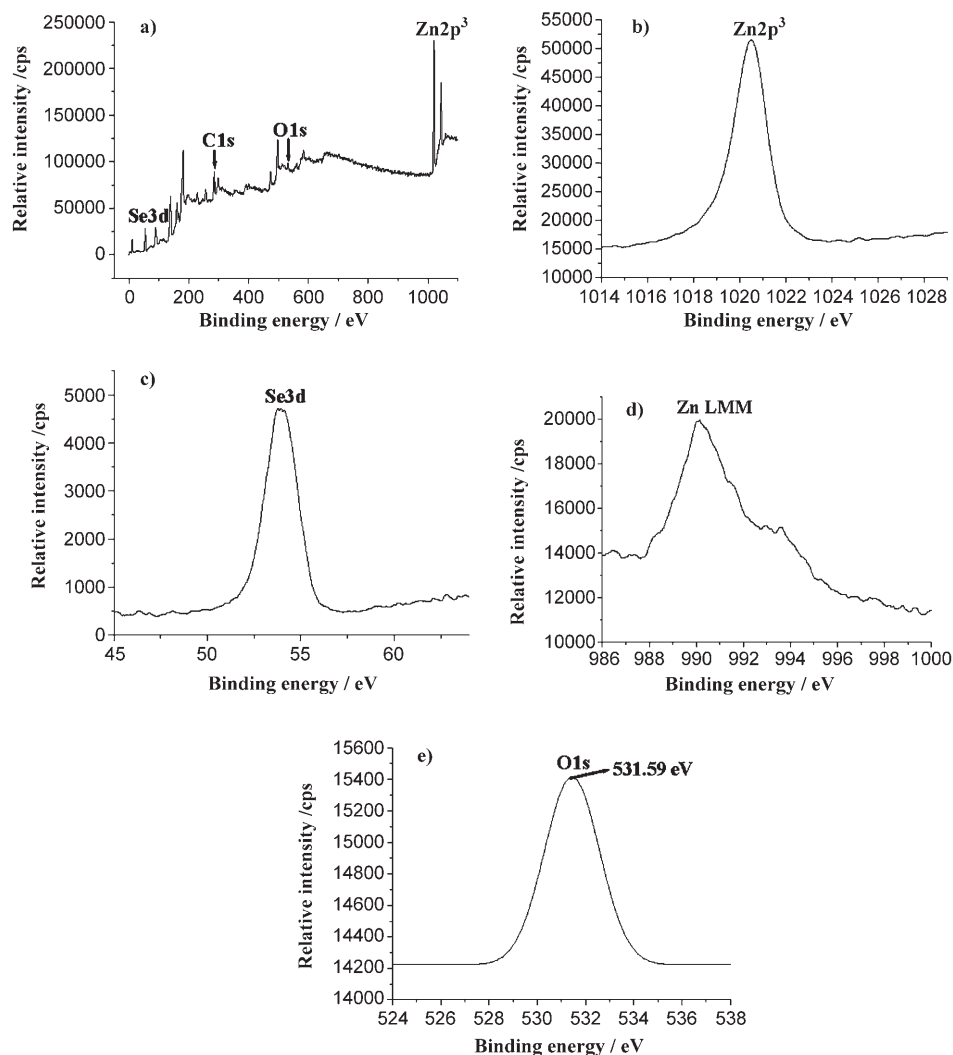 a)
Zn2p³
C1s
O1s
Se3d
250000
200000
150000
100000
50000
0
0 200 400 600 800 1000
Relative intensity /cps
Binding energy / eV
b)
Zn2p³
55000
50000
45000
40000
35000
30000
25000
20000
15000
10000
1014 1016 1018 1020 1022 1024 1026 1028
Relative intensity /cps
Binding energy / eV
c)
Se3d
5000
4000
3000
2000
1000
0
45 50 55 60
Relative intensity /cps
Binding energy / eV
d)
Zn LMM
20000
18000
16000
14000
12000
10000
986 988 990 992 994 996 998 1000
Relative intensity /cps
Binding energy / eV
e)
O1s
531.59 eV
15600
15400
15200
15000
14800
14600
14400
14200
14000
524 526 528 530 532 534 536 538
Relative intensity /cps
Binding energy / eV